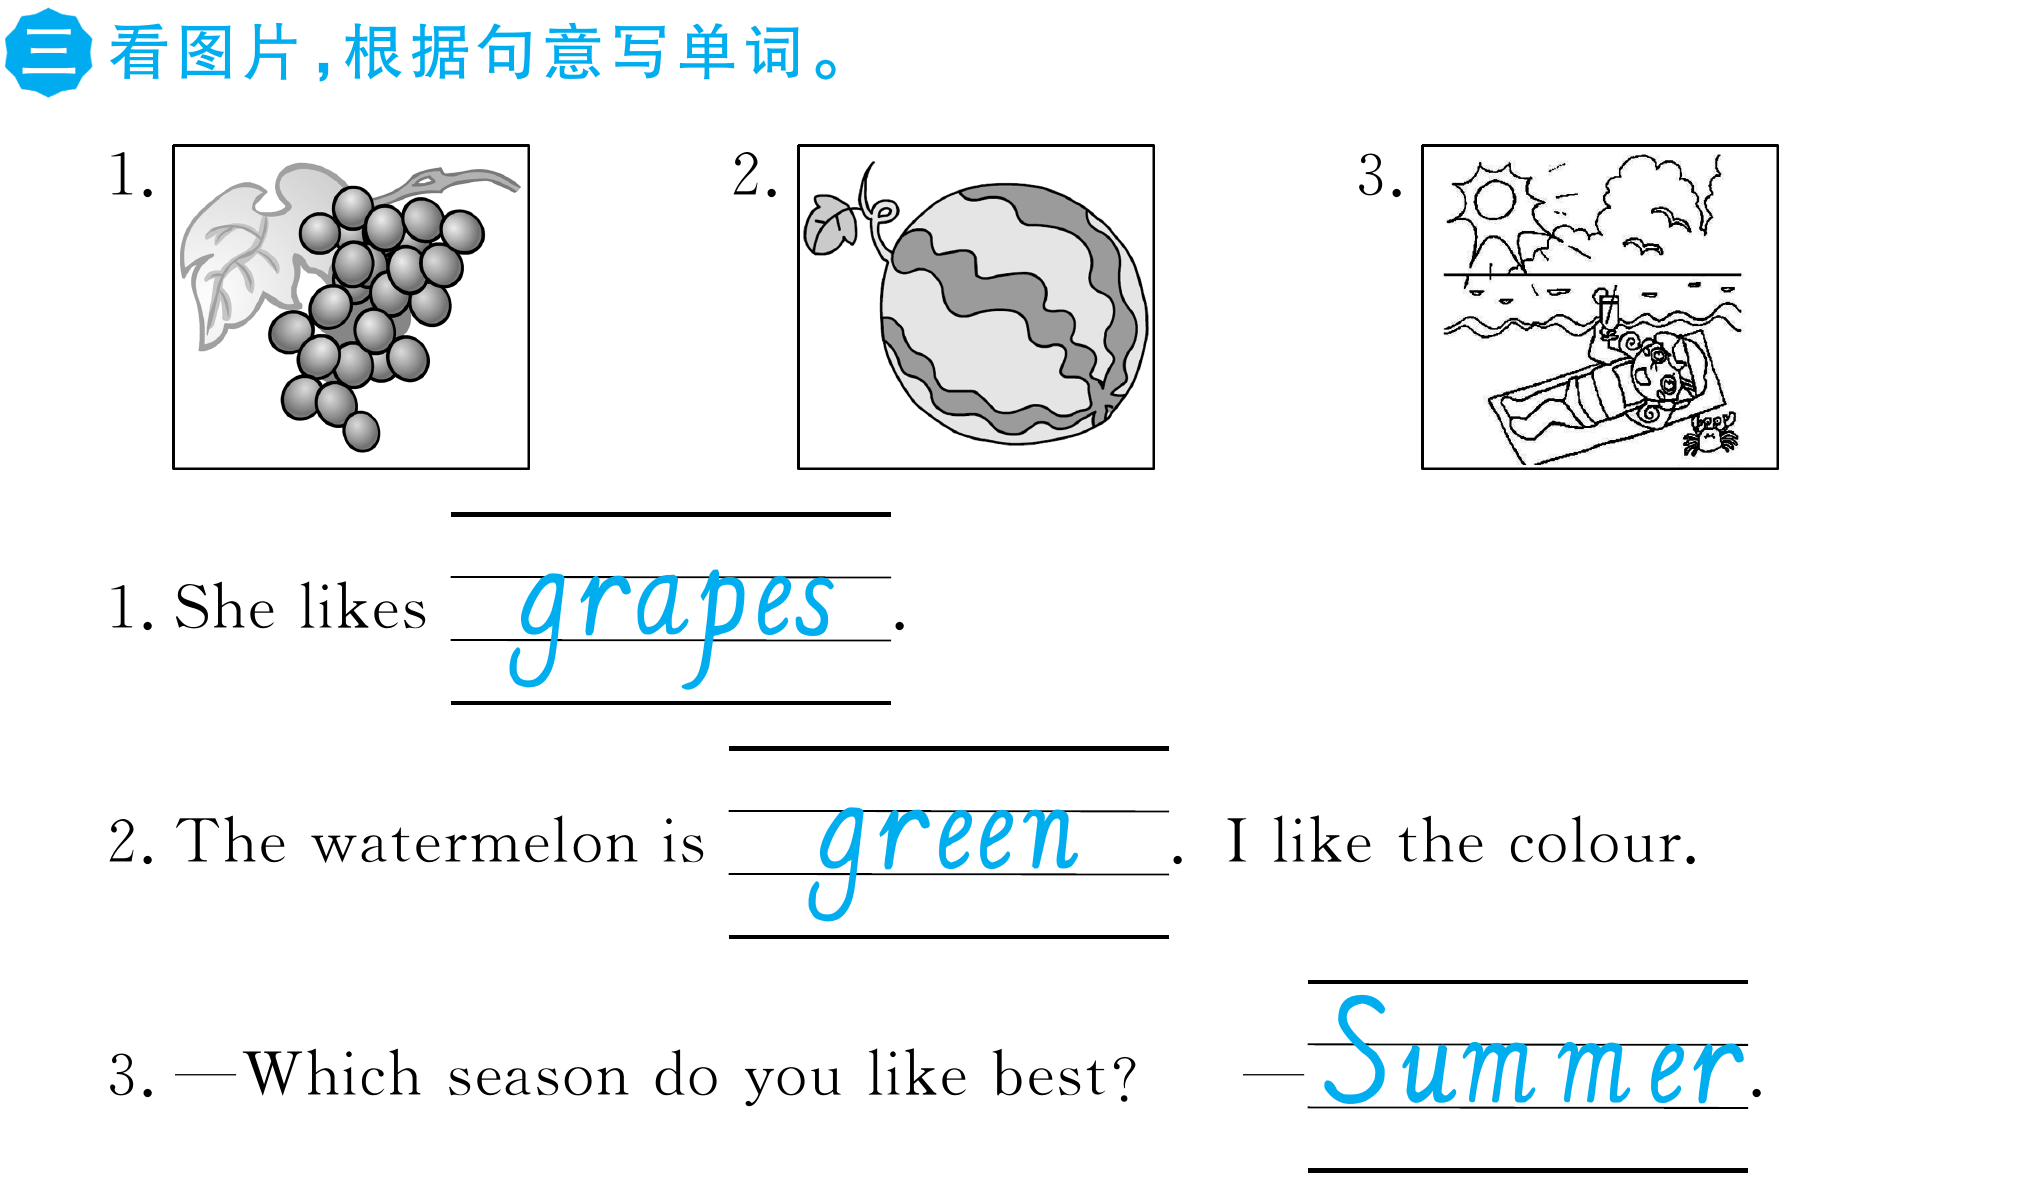 三 看图片,根据句意写单词。
1. 2. 3.
1. She likes grapes.
2. The watermelon is green. I like the colour.
3. —Which season do you like best? —Summer.